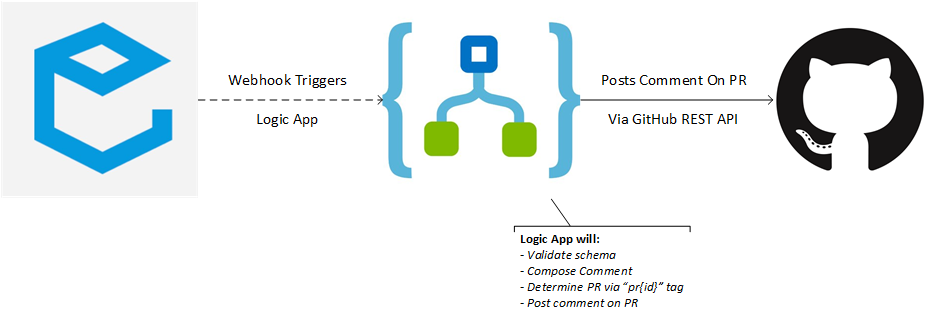 Webhook Triggers
Logic App
Posts Comment On PR
Via GitHub REST API
Logic App will:
- Validate schema
- Compose Comment
- Determine PR via “pr{id}” tag
- Post comment on PR